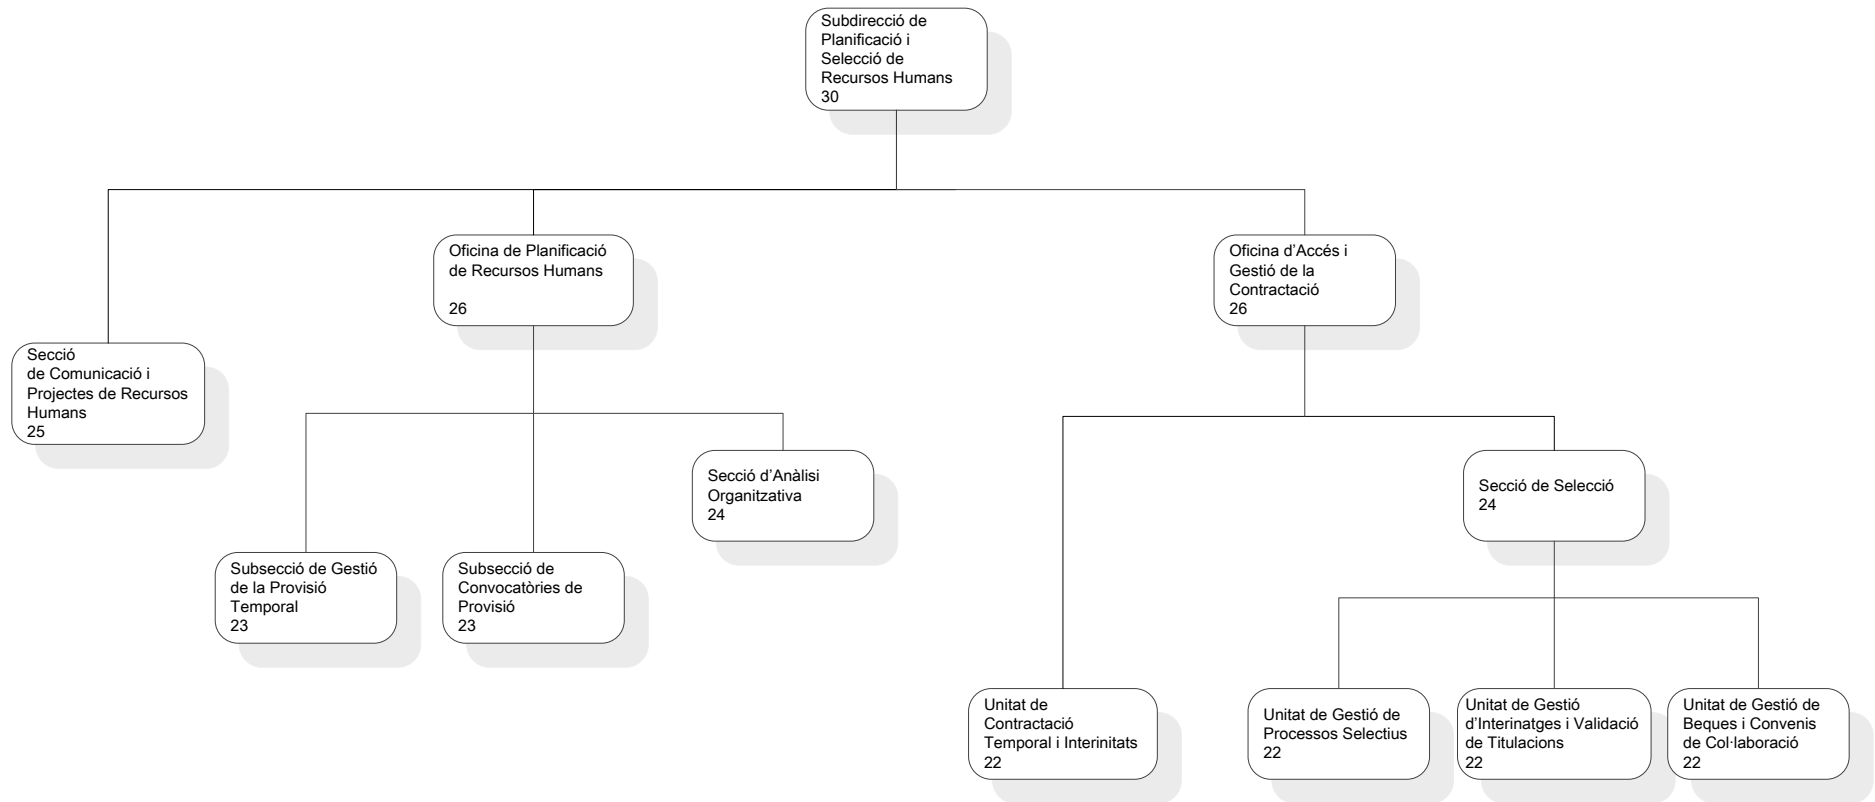 Subdirecció de
Planificació i
Selecció de
Recursos Humans
30
Oficina de Planificació
de Recursos Humans
26
Oficina d’Accés i
Gestió de la
Contractació
26
Secció
de Comunicació i
Projectes de Recursos
Humans
25
Secció d’Anàlisi
Organitzativa
24
Secció de Selecció
24
Subsecció de Gestió
de la Provisió
Temporal
23
Subsecció de
Convocatòries de
Provisió
23
Unitat de
Contractació
Temporal i Interinitats
22
Unitat de Gestió de
Processos Selectius
22
Unitat de Gestió
d’Interinatges i Validació
de Titulacions
22
Unitat de Gestió de
Beques i Convenis
de Col·laboració
22